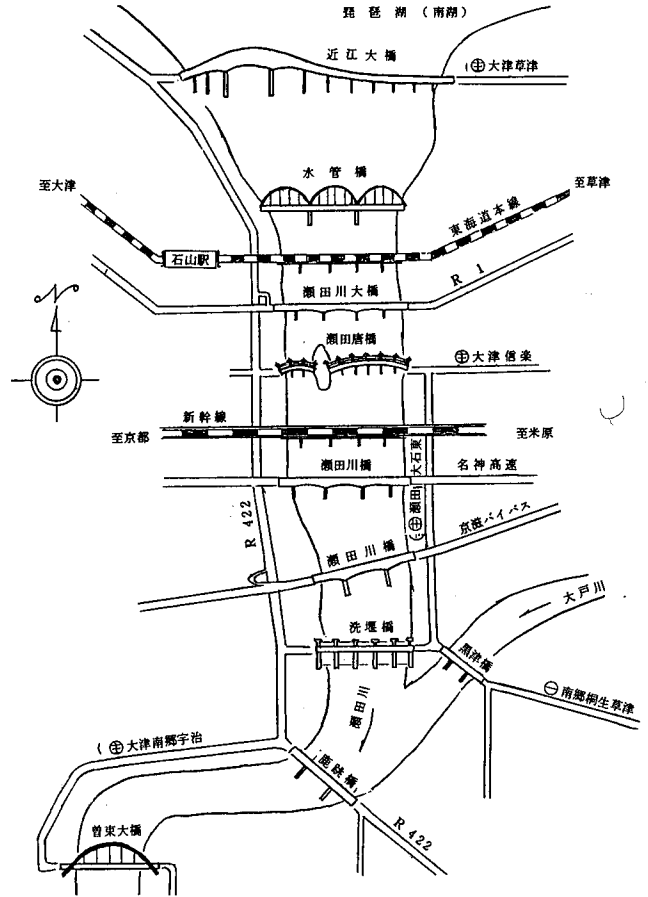 琵琶湖（南湖）
近江大橋
（主 大津草津
水管橋
至大津
至草津
東海道本線
石山駅
R 1
瀬田川大橋
N
瀬田唐橋
主 大津信楽
新幹線
至京都
至米原
瀬田川橋
名神高速
（主 瀬田 大石東
R 422
京滋バイパス
瀬田川橋
大戸川
洗堰橋
黒津橋
一 南郷桐生草津
瀬田川
（主 大津南郷宇治
鹿跳橋
曽束大橋
R 422